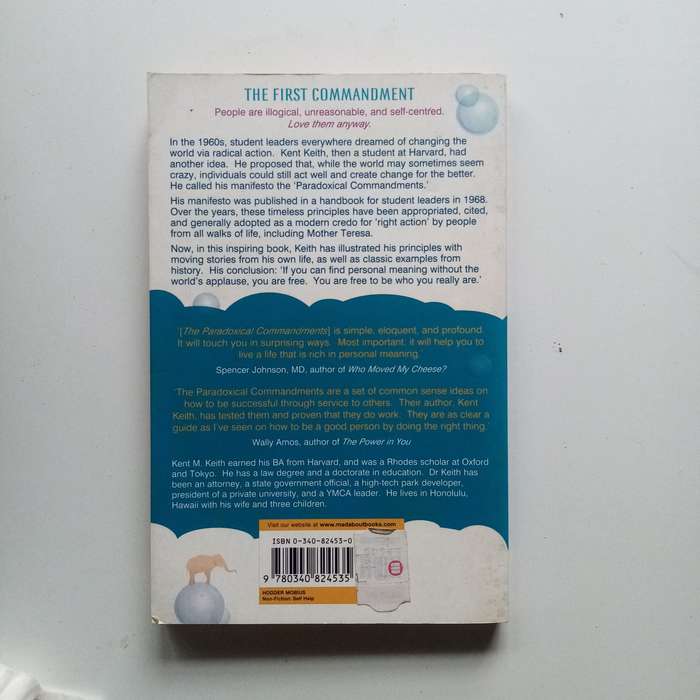 THE FIRST COMMANDMENT
People are illogical, unreasonable, and self-centred.
Love them anyway.
In the 1960s, student leaders everywhere dreamed of changing the
world via radical action. Kent Keith, then a student at Harvard, had
another idea. He proposed that, while the world may sometimes seem
crazy, individuals could still act well and create change for the better.
He called his manifesto the 'Paradoxical Commandments.'
His manifesto was published in a handbook for student leaders in 1968.
Over the years, these timeless principles have been appropriated, cited,
and generally adopted as a modern credo for 'right action' by people
from all walks of life, including Mother Teresa.
Now, in this inspiring book, Keith has illustrated his principles with
moving stories from his own life, as well as classic examples from
history. His conclusion: 'If you can find personal meaning without the
world's applause, you are free. You are free to be who you really are.'
'[The Paradoxical Commandments] is simple, eloquent, and profound.
It will touch you in surprising ways. Most important: it will help you to
live a life that is rich in personal meaning.'
Spencer Johnson, MD, author of Who Moved My Cheese?
'The Paradoxical Commandments are a set of common sense ideas on
how to be successful through service to others. Their author, Kent
Keith, has tested them and proven that they do work. They are as clear a
guide as I've seen on how to be a good person by doing the right thing.'
Wally Amos, author of The Power in You
Kent M. Keith earned his BA from Harvard, and was a Rhodes scholar at Oxford
and Tokyo. He has a law degree and a doctorate in education. Dr Keith has
been an attorney, a state government official, a high-tech park developer,
president of a private university, and a YMCA leader. He lives in Honolulu,
Hawaii with his wife and three children.
Visit our website at www.madaboutbooks.com
ISBN 0-340-82453-0
9 780340 824535
HODDER MOBIUS
Non-Fiction: Self Help